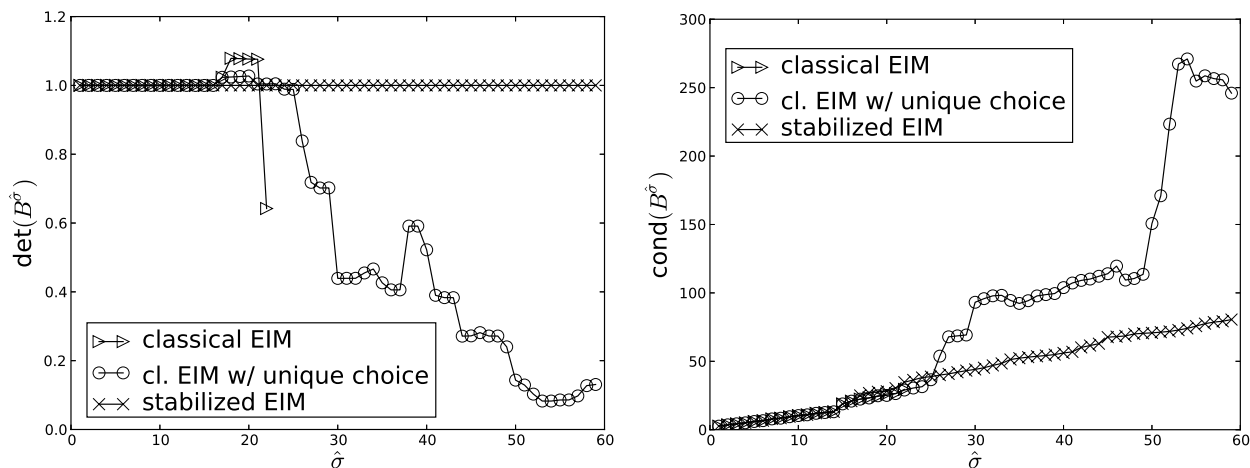 1.2
1.0
0.8
0.6
0.4
0.2
0.0
det(B^σ̂)
classical EIM
cl. EIM w/ unique choice
stabilized EIM
0 10 20 30 40 50 60
σ̂
300
250
200
150
100
50
0
cond(B^σ̂)
classical EIM
cl. EIM w/ unique choice
stabilized EIM
0 10 20 30 40 50 60
σ̂